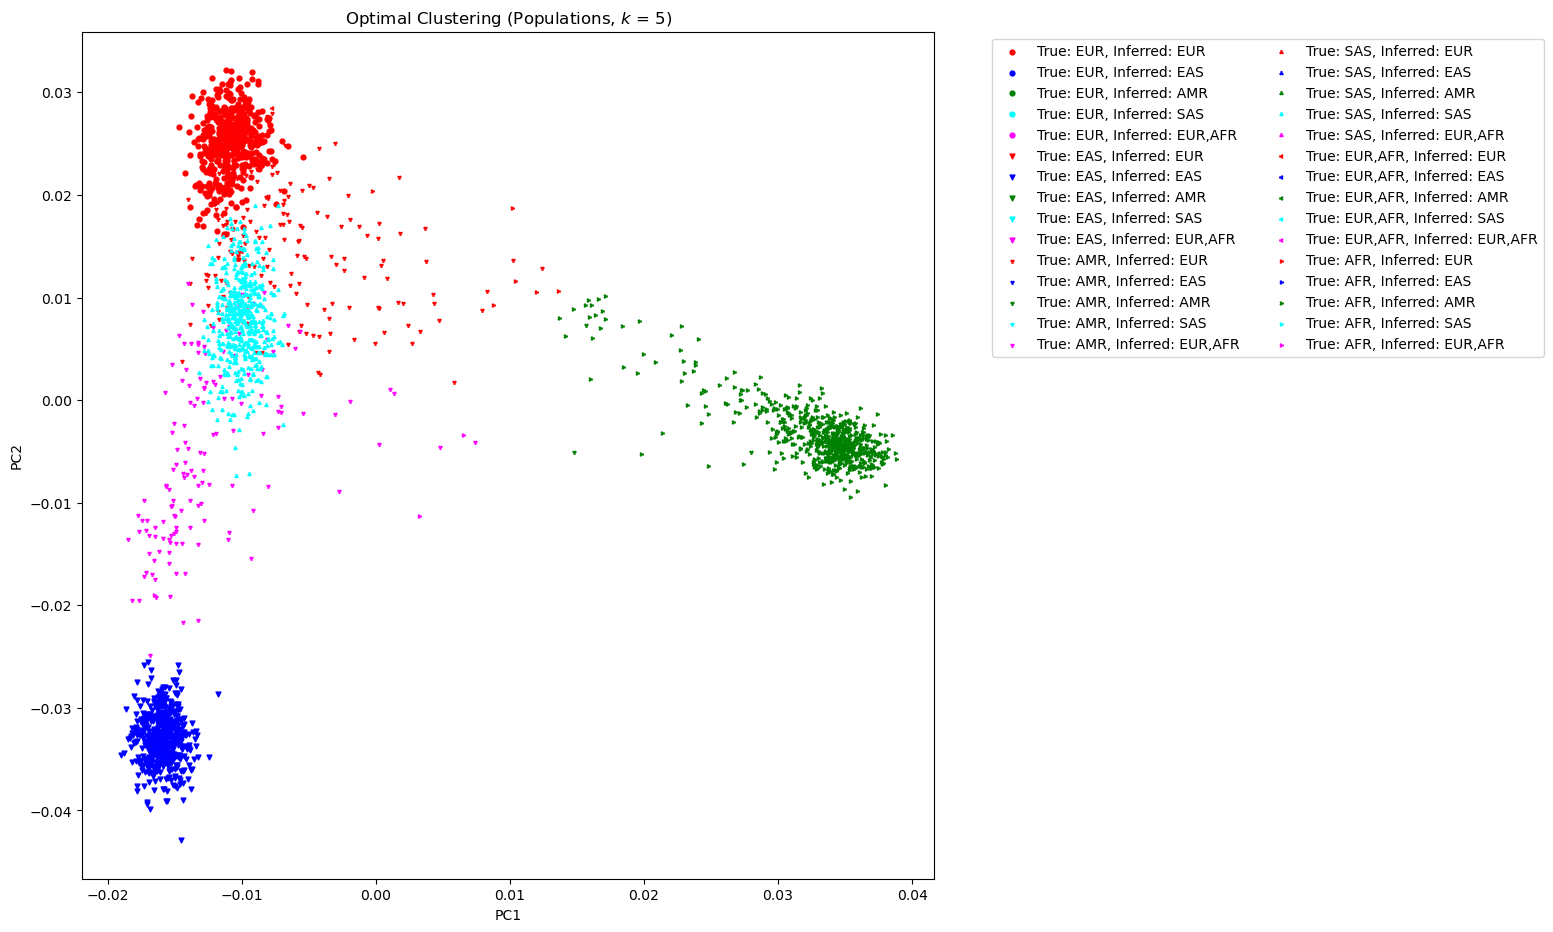 Optimal Clustering (Populations, k = 5)
0.03
0.02
0.01
0.00
−0.01
−0.02
−0.03
−0.04
PC2
−0.02
−0.01
0.00
0.01
0.02
0.03
0.04
PC1
True: EUR, Inferred: EUR
True: EUR, Inferred: EAS
True: EUR, Inferred: AMR
True: EUR, Inferred: SAS
True: EUR, Inferred: EUR,AFR
True: EAS, Inferred: EUR
True: EAS, Inferred: EAS
True: EAS, Inferred: AMR
True: EAS, Inferred: SAS
True: EAS, Inferred: EUR,AFR
True: AMR, Inferred: EUR
True: AMR, Inferred: EAS
True: AMR, Inferred: AMR
True: AMR, Inferred: SAS
True: AMR, Inferred: EUR,AFR
True: SAS, Inferred: EUR
True: SAS, Inferred: EAS
True: SAS, Inferred: AMR
True: SAS, Inferred: SAS
True: SAS, Inferred: EUR,AFR
True: EUR,AFR, Inferred: EUR
True: EUR,AFR, Inferred: EAS
True: EUR,AFR, Inferred: AMR
True: EUR,AFR, Inferred: SAS
True: EUR,AFR, Inferred: EUR,AFR
True: AFR, Inferred: EUR
True: AFR, Inferred: EAS
True: AFR, Inferred: AMR
True: AFR, Inferred: SAS
True: AFR, Inferred: EUR,AFR